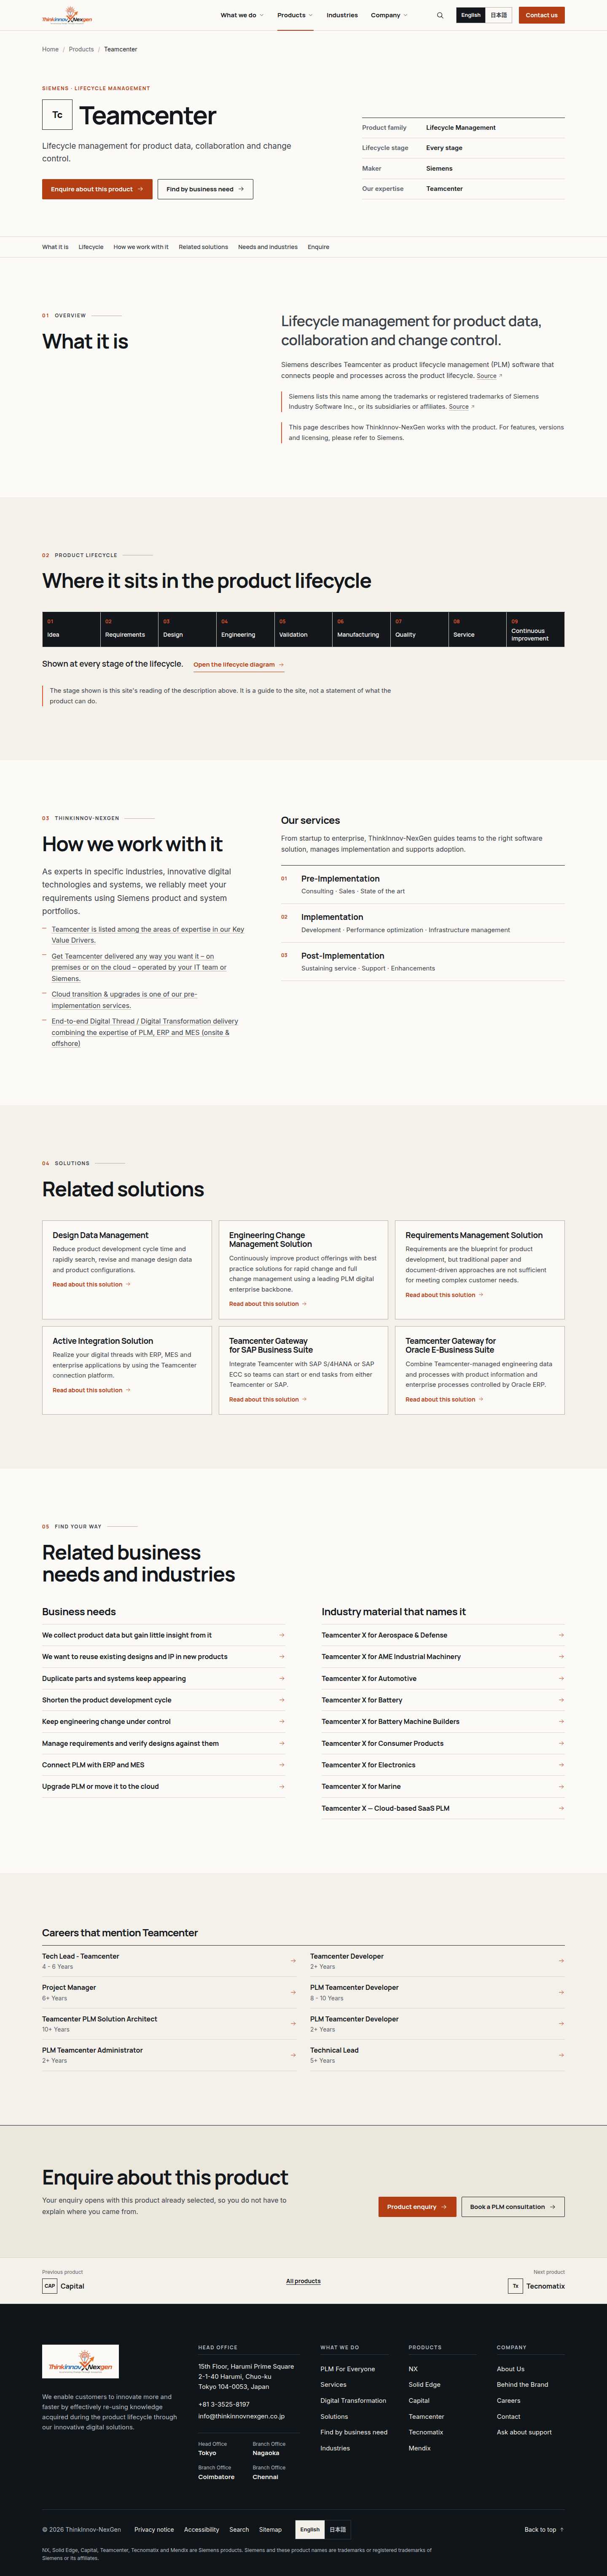 ThinkInnov Nexgen
What we do
Products
Industries
Company
English
日本語
Contact us
Home / Products / Teamcenter
SIEMENS · LIFECYCLE MANAGEMENT
Tc
Teamcenter
Lifecycle management for product data, collaboration and change
control.
Enquire about this product →
Find by business need →
Product family Lifecycle Management
Lifecycle stage Every stage
Maker Siemens
Our expertise Teamcenter
What it is
Lifecycle
How we work with it
Related solutions
Needs and industries
Enquire
01 OVERVIEW
What it is
Lifecycle management for product data,
collaboration and change control.
Siemens describes Teamcenter as product lifecycle management (PLM) software that
connects people and processes across the product lifecycle. Source ↗
Siemens lists this name among the trademarks or registered trademarks of Siemens
Industry Software Inc., or its subsidiaries or affiliates. Source ↗
This page describes how ThinkInnov-NexGen works with the product. For features, versions
and licensing, please refer to Siemens.
02 PRODUCT LIFECYCLE
Where it sits in the product lifecycle
01
Idea
02
Requirements
03
Design
04
Engineering
05
Validation
06
Manufacturing
07
Quality
08
Service
09
Continuous
improvement
Shown at every stage of the lifecycle.
Open the lifecycle diagram →
The stage shown is this site's reading of the description above. It is a guide to the site, not a statement of what the
product can do.
03 THINKINNOV-NEXGEN
How we work with it
As experts in specific industries, innovative digital
technologies and systems, we reliably meet your
requirements using Siemens product and system
portfolios.
Teamcenter is listed among the areas of expertise in our Key
Value Drivers.
Get Teamcenter delivered any way you want it – on
premises or on the cloud – operated by your IT team or
Siemens.
Cloud transition & upgrades is one of our pre-
implementation services.
End-to-end Digital Thread / Digital Transformation delivery
combining the expertise of PLM, ERP and MES (onsite &
offshore)
Our services
From startup to enterprise, ThinkInnov-NexGen guides teams to the right software
solution, manages implementation and supports adoption.
01 Pre-Implementation
Consulting · Sales · State of the art
02 Implementation
Development · Performance optimization · Infrastructure management
03 Post-Implementation
Sustaining service · Support · Enhancements
04 SOLUTIONS
Related solutions
Design Data Management
Reduce product development cycle time and
rapidly search, revise and manage design data
and product configurations.
Read about this solution →
Engineering Change
Management Solution
Continuously improve product offerings with best
practice solutions for rapid change and full
change management using a leading PLM digital
enterprise backbone.
Read about this solution →
Requirements Management Solution
Requirements are the blueprint for product
development, but traditional paper and
document-driven approaches are not sufficient
for meeting complex customer needs.
Read about this solution →
Active Integration Solution
Realize your digital threads with ERP, MES and
enterprise applications by using the Teamcenter
connection platform.
Read about this solution →
Teamcenter Gateway
for SAP Business Suite
Integrate Teamcenter with SAP S/4HANA or SAP
ECC so teams can start or end tasks from either
Teamcenter or SAP.
Read about this solution →
Teamcenter Gateway for
Oracle E-Business Suite
Combine Teamcenter-managed engineering data
and processes with product information and
enterprise processes controlled by Oracle ERP.
Read about this solution →
05 FIND YOUR WAY
Related business
needs and industries
Business needs
We collect product data but gain little insight from it →
We want to reuse existing designs and IP in new products →
Duplicate parts and systems keep appearing →
Shorten the product development cycle →
Keep engineering change under control →
Manage requirements and verify designs against them →
Connect PLM with ERP and MES →
Upgrade PLM or move it to the cloud →
Industry material that names it
Teamcenter X for Aerospace & Defense →
Teamcenter X for AME Industrial Machinery →
Teamcenter X for Automotive →
Teamcenter X for Battery →
Teamcenter X for Battery Machine Builders →
Teamcenter X for Consumer Products →
Teamcenter X for Electronics →
Teamcenter X for Marine →
Teamcenter X — Cloud-based SaaS PLM →
Careers that mention Teamcenter
Tech Lead - Teamcenter →
4 - 6 Years
Teamcenter Developer →
2+ Years
Project Manager →
6+ Years
PLM Teamcenter Developer →
8 - 10 Years
Teamcenter PLM Solution Architect →
10+ Years
PLM Teamcenter Developer →
2+ Years
PLM Teamcenter Administrator →
2+ Years
Technical Lead →
5+ Years
Enquire about this product
Your enquiry opens with this product already selected, so you do not have to
explain where you came from.
Product enquiry →
Book a PLM consultation →
Previous product
CAP Capital
All products
Next product
Tx Tecnomatix
ThinkInnov Nexgen
We enable customers to innovate more and
faster by effectively re-using knowledge
acquired during the product lifecycle through
our innovative digital solutions.
HEAD OFFICE
15th Floor, Harumi Prime Square
2-1-40 Harumi, Chuo-ku
Tokyo 104-0053, Japan
+81 3-3525-8197
info@thinkinnovnexgen.co.jp
Head Office
Tokyo
Branch Office
Nagaoka
Branch Office
Coimbatore
Branch Office
Chennai
WHAT WE DO
PLM For Everyone
Services
Digital Transformation
Solutions
Find by business need
Industries
PRODUCTS
NX
Solid Edge
Capital
Teamcenter
Tecnomatix
Mendix
COMPANY
About Us
Behind the Brand
Careers
Contact
Ask about support
© 2026 ThinkInnov-NexGen
Privacy notice
Accessibility
Search
Sitemap
English
日本語
Back to top ↑
NX, Solid Edge, Capital, Teamcenter, Tecnomatix and Mendix are Siemens products. Siemens and these product names are trademarks or registered trademarks of
Siemens or its affiliates.